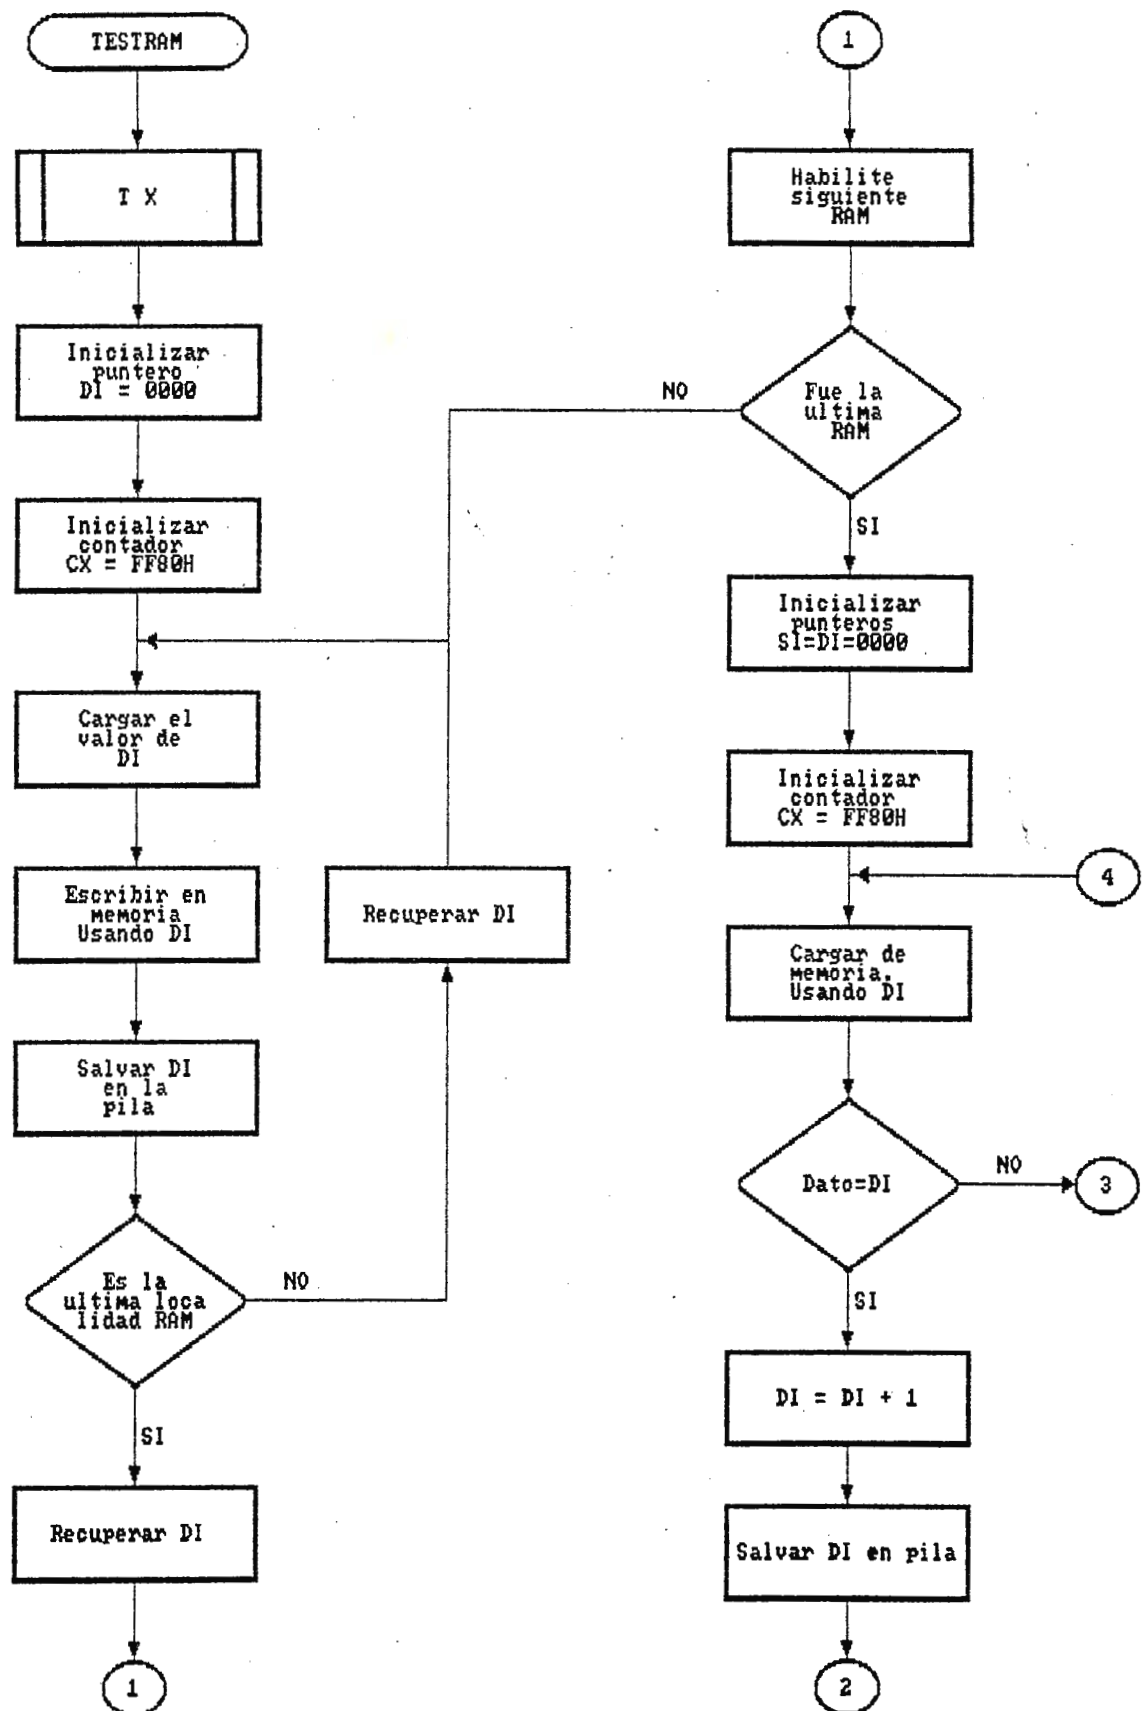 TESTRAM
T X
Inicializar
puntero
DI = 0000
Inicializar
contador
CX = FF80H
Cargar el
valor de
DI
Escribir en
memoria
Usando DI
Salvar DI
en la
pila
Es la
ultima loca
lidad RAM
NO
Recuperar DI
SI
Recuperar DI
1
1
Habilite
siguiente
RAM
Fue la
ultima
RAM
NO
SI
Inicializar
punteros
SI=DI=0000
Inicializar
contador
CX = FF80H
4
Cargar de
memoria.
Usando DI
Dato=DI
NO
3
SI
DI = DI + 1
Salvar DI en pila
2